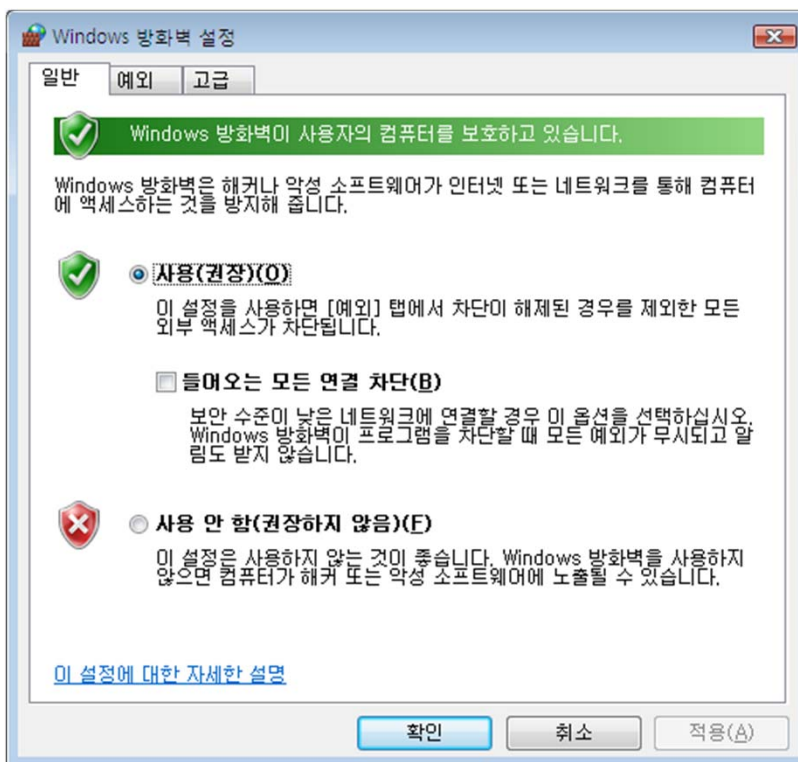 Windows 방화벽 설정
일반 예외 고급
Windows 방화벽이 사용자의 컴퓨터를 보호하고 있습니다.
Windows 방화벽은 해커나 악성 소프트웨어가 인터넷 또는 네트워크를 통해 컴퓨터
에 액세스하는 것을 방지해 줍니다.
사용(권장)(O)
이 설정을 사용하면 [예외] 탭에서 차단이 해제된 경우를 제외한 모든
외부 액세스가 차단됩니다.
들어오는 모든 연결 차단(B)
보안 수준이 낮은 네트워크에 연결할 경우 이 옵션을 선택하십시오.
Windows 방화벽이 프로그램을 차단할 때 모든 예외가 무시되고 알
림도 받지 않습니다.
사용 안 함(권장하지 않음)(F)
이 설정은 사용하지 않는 것이 좋습니다. Windows 방화벽을 사용하지
않으면 컴퓨터가 해커 또는 악성 소프트웨어에 노출될 수 있습니다.
이 설정에 대한 자세한 설명
확인 취소 적용(A)